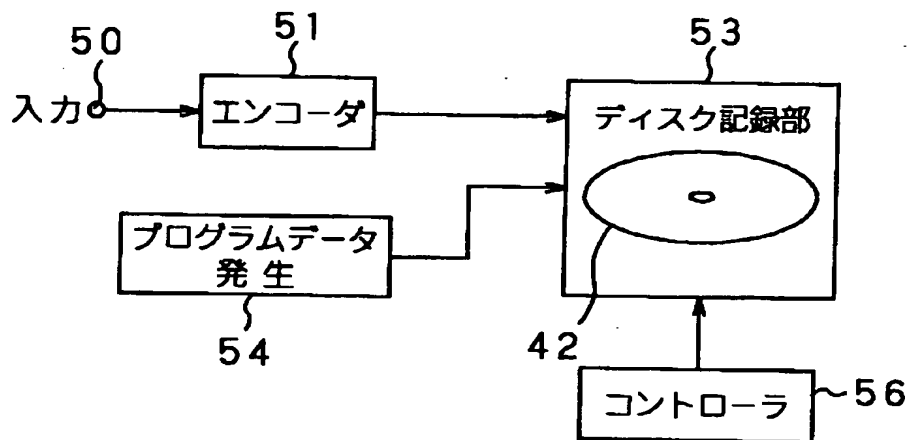 50
51
53
入力
エンコーダ
ディスク記録部
プログラムデータ
発生
54
42
コントローラ
56